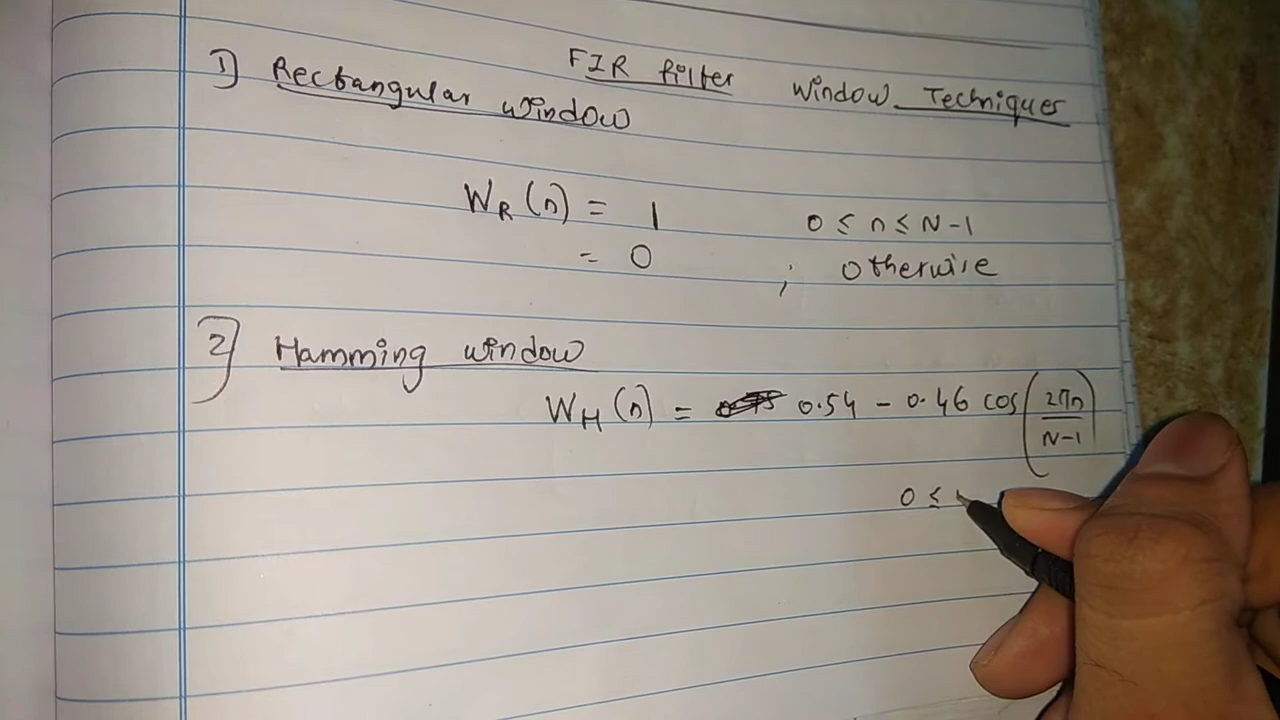 FIR filter Window Techniques
1) Rectangular window
W_R(n) = 1 0 ≤ n ≤ N-1
= 0 ; otherwise
2) Hamming window
W_H(n) = 0.54 - 0.46 cos(2πn/N-1)
0 ≤